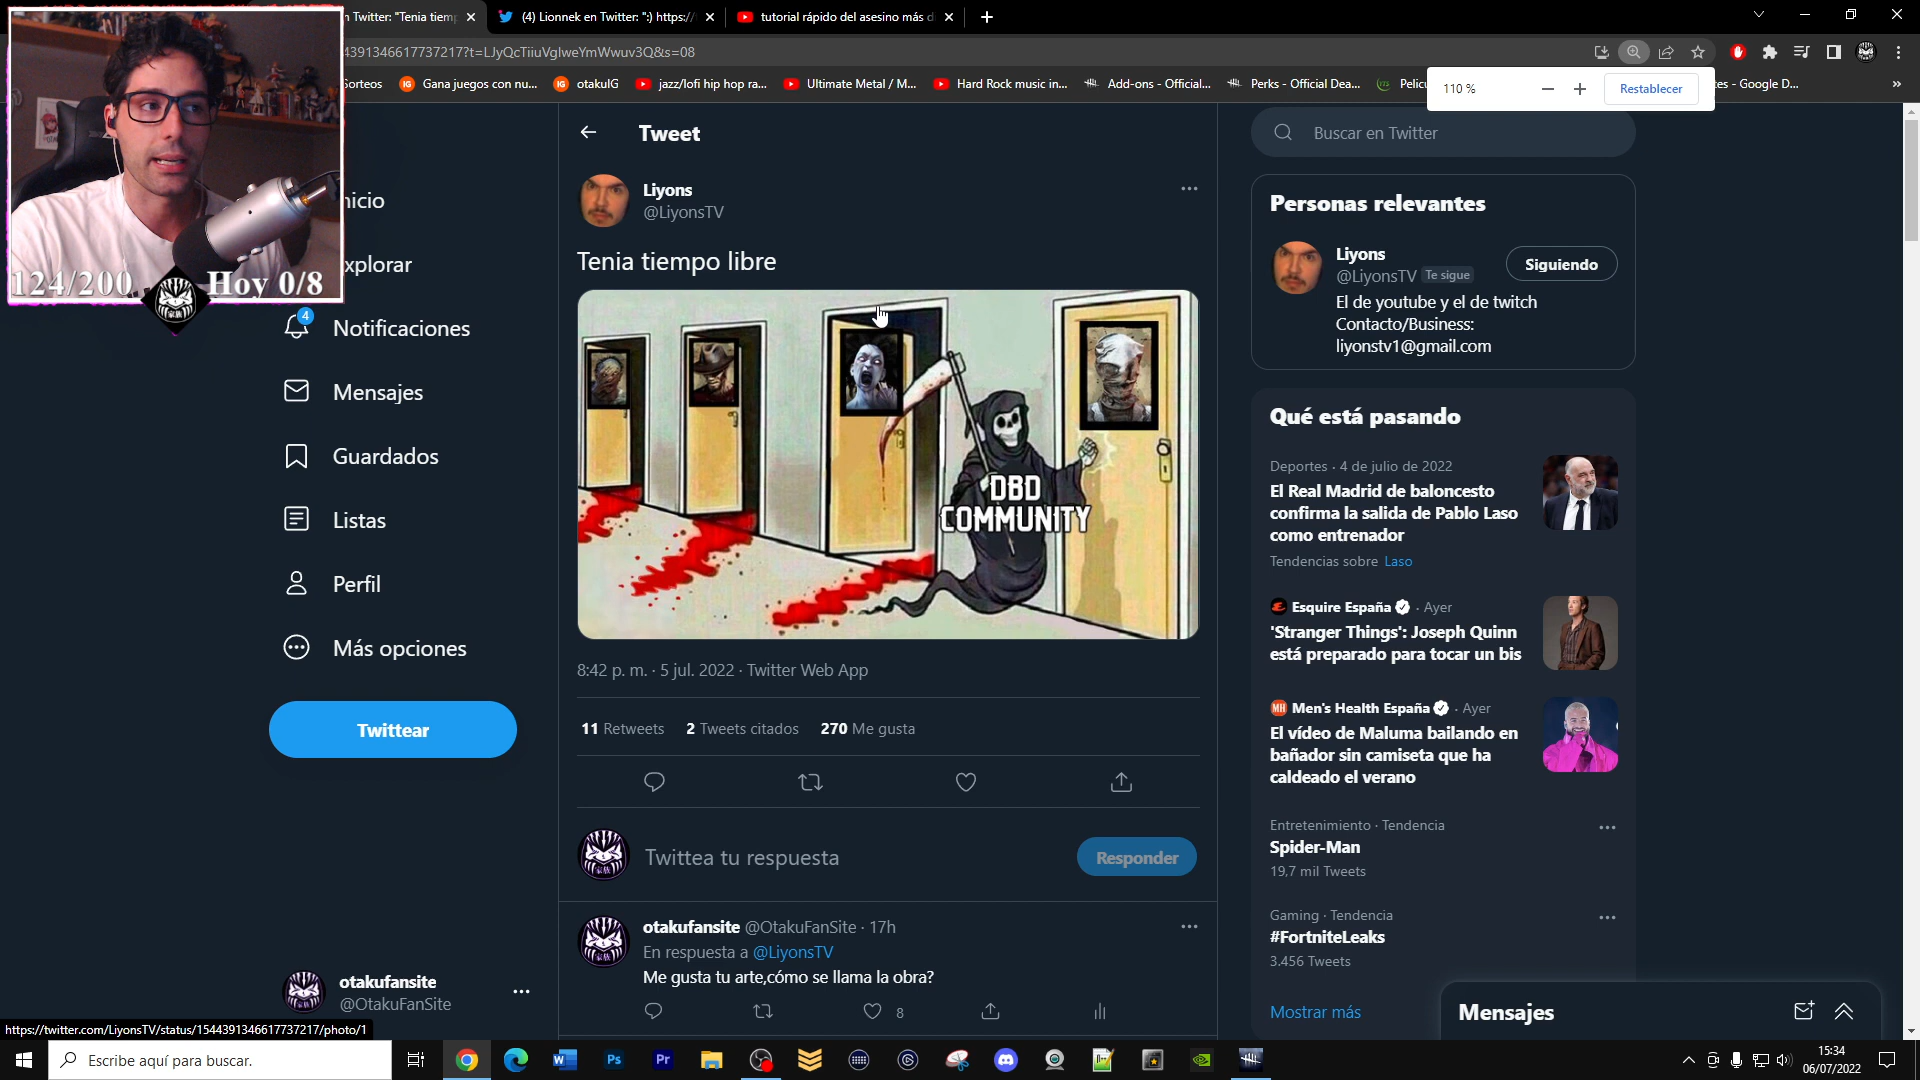 n Twitter: "Tenia tiemp
(4) Lionnek en Twitter: ":) https:/
tutorial rápido del asesino más d
4391346617737217?t=LJyQcTiiuVglweYmWwuv3Q&s=08
Sorteos
Gana juegos con nu...
otakuIG
jazz/lofi hip hop ra...
Ultimate Metal / M...
Hard Rock music in...
Add-ons - Official...
Perks - Official Dea...
Pelicu
tes - Google D...
110 %
Restablecer
124/200
Hoy 0/8
nicio
xplorar
4
Notificaciones
Mensajes
Guardados
Listas
Perfil
Más opciones
Twittear
otakufansite
@OtakuFanSite
https://twitter.com/LiyonsTV/status/1544391346617737217/photo/1
Tweet
Liyons
@LiyonsTV
Tenia tiempo libre
DBD
COMMUNITY
8:42 p. m. · 5 jul. 2022 · Twitter Web App
11 Retweets 2 Tweets citados 270 Me gusta
Twittea tu respuesta
Responder
otakufansite @OtakuFanSite · 17h
En respuesta a @LiyonsTV
Me gusta tu arte,cómo se llama la obra?
8
Buscar en Twitter
Personas relevantes
Liyons
@LiyonsTV Te sigue
Siguiendo
El de youtube y el de twitch
Contacto/Business:
liyonstv1@gmail.com
Qué está pasando
Deportes · 4 de julio de 2022
El Real Madrid de baloncesto
confirma la salida de Pablo Laso
como entrenador
Tendencias sobre Laso
Esquire España · Ayer
'Stranger Things': Joseph Quinn
está preparado para tocar un bis
MH Men's Health España · Ayer
El vídeo de Maluma bailando en
bañador sin camiseta que ha
caldeado el verano
Entretenimiento · Tendencia
Spider-Man
19,7 mil Tweets
Gaming · Tendencia
#FortniteLeaks
3.456 Tweets
Mostrar más
Mensajes
Escribe aquí para buscar.
Ps
Pr
15:34
06/07/2022